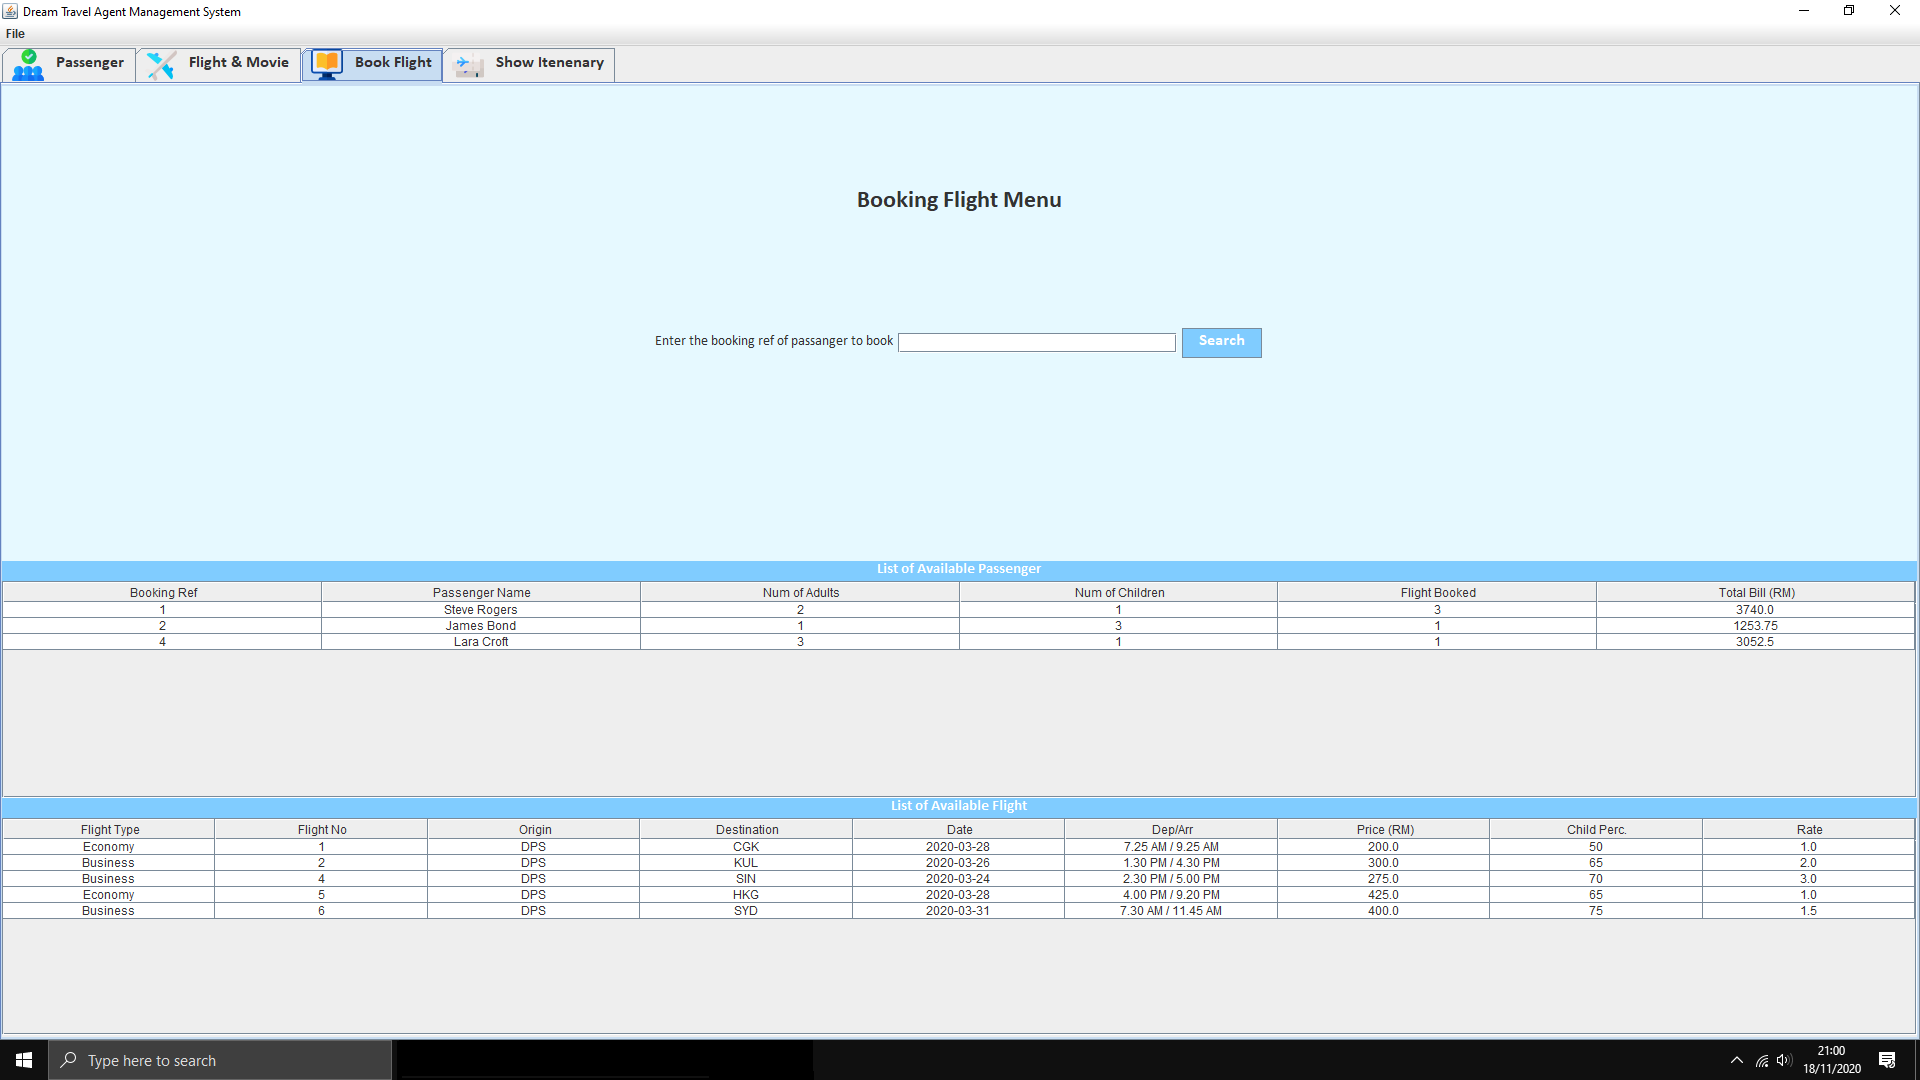 Dream Travel Agent Management System
File
Passenger Flight & Movie Book Flight Show Itenenary
Booking Flight Menu
Enter the booking ref of passanger to book Search
List of Available Passenger
Booking Ref Passenger Name Num of Adults Num of Children Flight Booked Total Bill (RM)
1 Steve Rogers 2 1 3 3740.0
2 James Bond 1 3 1 1253.75
4 Lara Croft 3 1 1 3052.5
List of Available Flight
Flight Type Flight No Origin Destination Date Dep/Arr Price (RM) Child Perc. Rate
Economy 1 DPS CGK 2020-03-28 7.25 AM / 9.25 AM 200.0 50 1.0
Business 2 DPS KUL 2020-03-26 1.30 PM / 4.30 PM 300.0 65 2.0
Business 4 DPS SIN 2020-03-24 2.30 PM / 5.00 PM 275.0 70 3.0
Economy 5 DPS HKG 2020-03-28 4.00 PM / 9.20 PM 425.0 65 1.0
Business 6 DPS SYD 2020-03-31 7.30 AM / 11.45 AM 400.0 75 1.5
Type here to search
21:00
18/11/2020